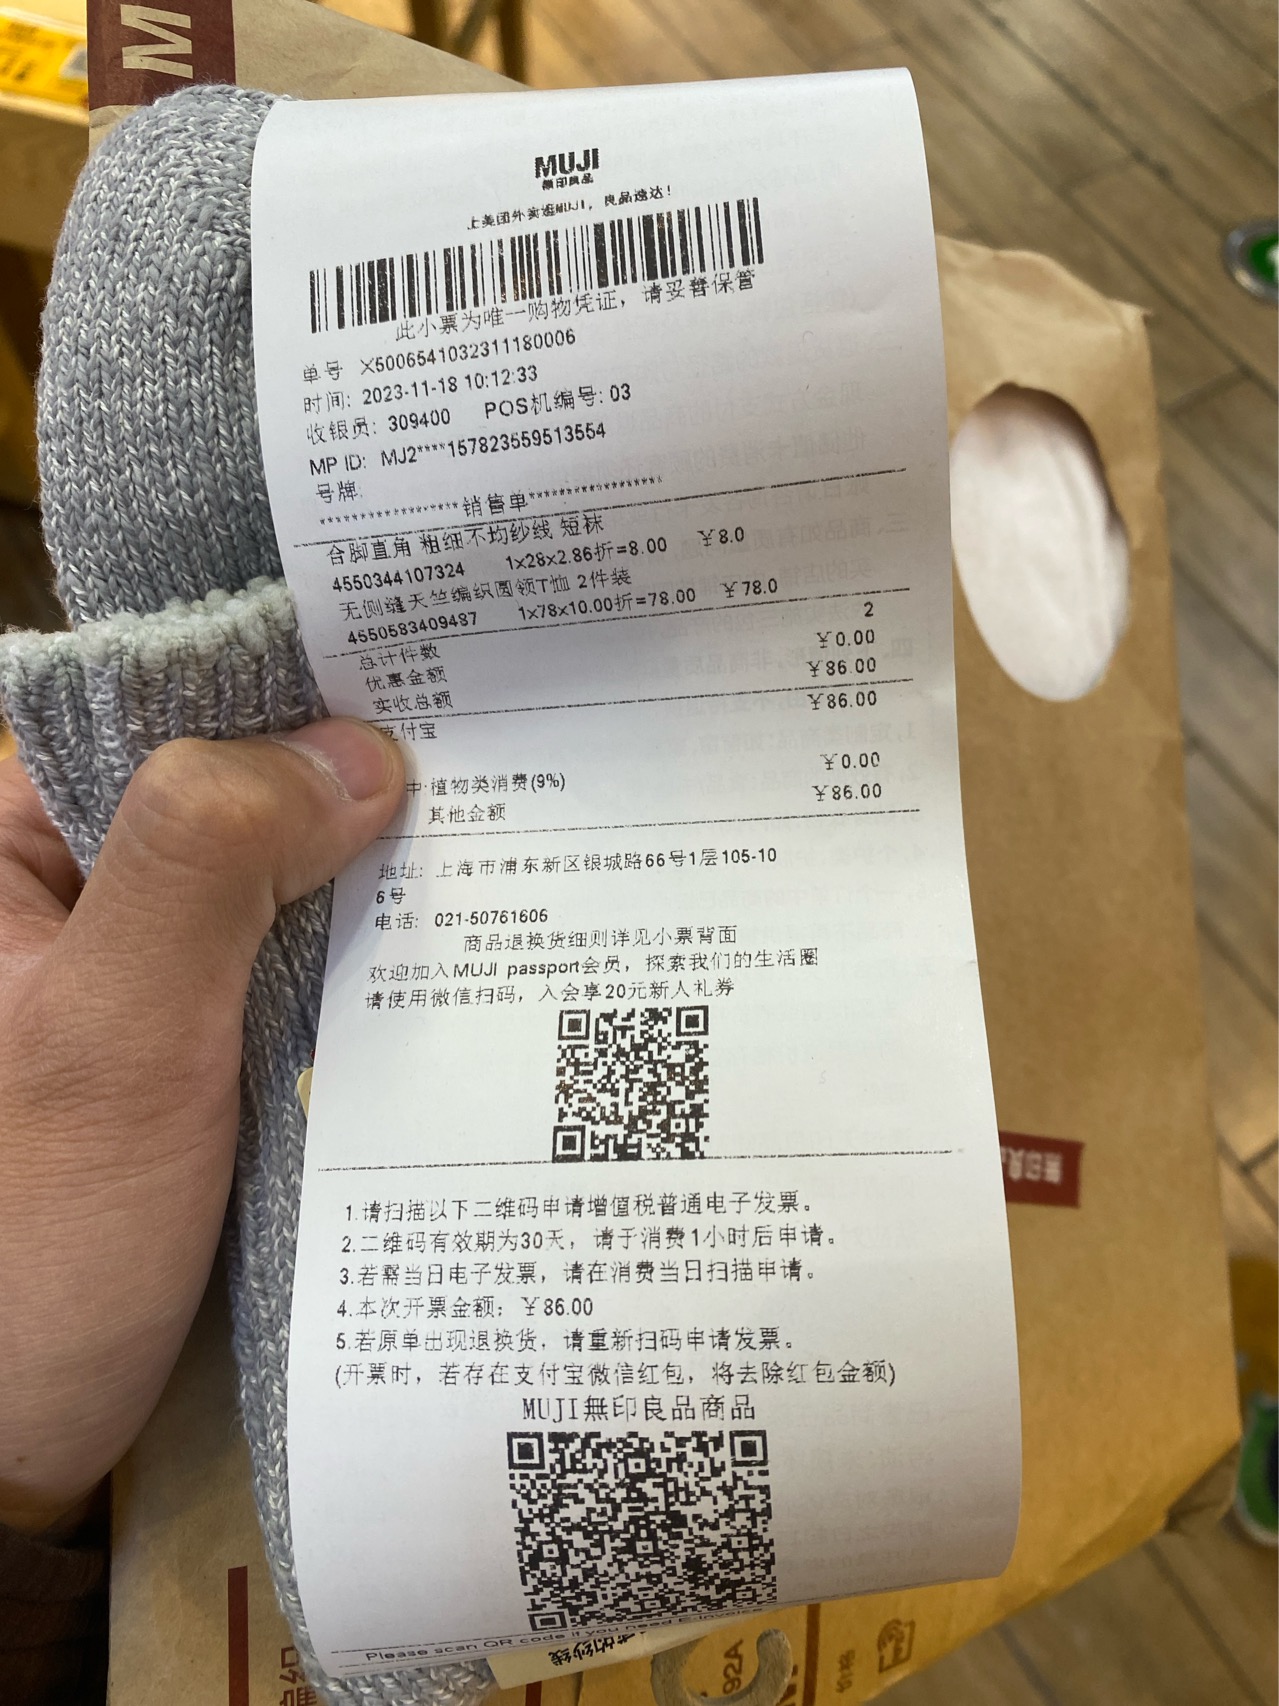 M
MUJI
無印良品
上美团外卖逛MUJI，良品速达！
此小票为唯一购物凭证，请妥善保管
单号 X5006541032311180006
时间: 2023-11-18 10:12:33
收银员: 309400 POS机编号: 03
MP ID: MJ2****157823559513554
号牌:
******************销售单******************
合脚直角 粗细不均纱线 短袜
4550344107324 1x28x2.86折=8.00 ￥8.0
无侧缝天竺编织圆领T恤 2件装
4550583409487 1x78x10.00折=78.00 ￥78.0
总计件数 2
优惠金额 ￥0.00
实收总额 ￥86.00
支付宝 ￥86.00
中:植物类消费(9%) ￥0.00
其他金额 ￥86.00
地址: 上海市浦东新区银城路66号1层105-10
6号
电话: 021-50761606
商品退换货细则详见小票背面
欢迎加入MUJI passport会员，探索我们的生活圈
请使用微信扫码，入会享20元新人礼券
1.请扫描以下二维码申请增值税普通电子发票。
2.二维码有效期为30天，请于消费1小时后申请。
3.若需当日电子发票，请在消费当日扫描申请。
4.本次开票金额: ￥86.00
5.若原单出现退换货，请重新扫码申请发票。
(开票时，若存在支付宝微信红包，将去除红包金额)
MUJI無印良品商品
Please scan QR code if you need E-invoice
的纱线
92A
价格